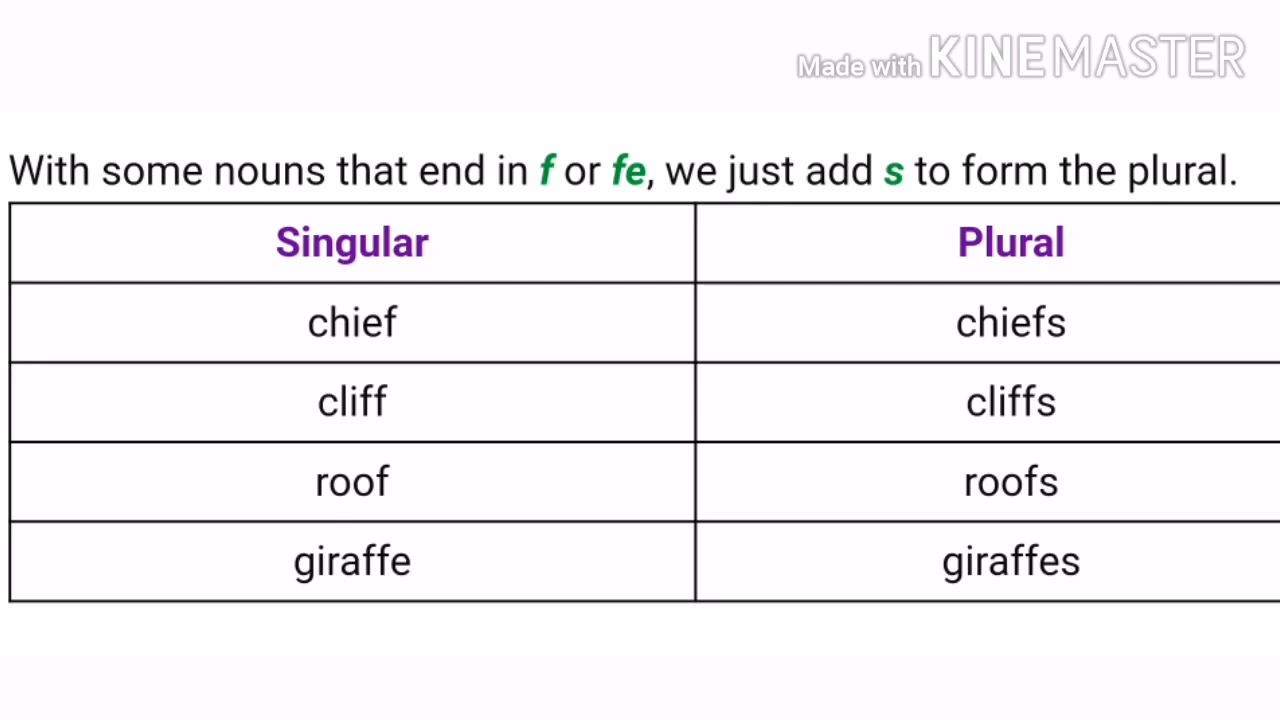 Made with KINEMASTER
With some nouns that end in f or fe, we just add s to form the plural.
Singular Plural
chief chiefs
cliff cliffs
roof roofs
giraffe giraffes